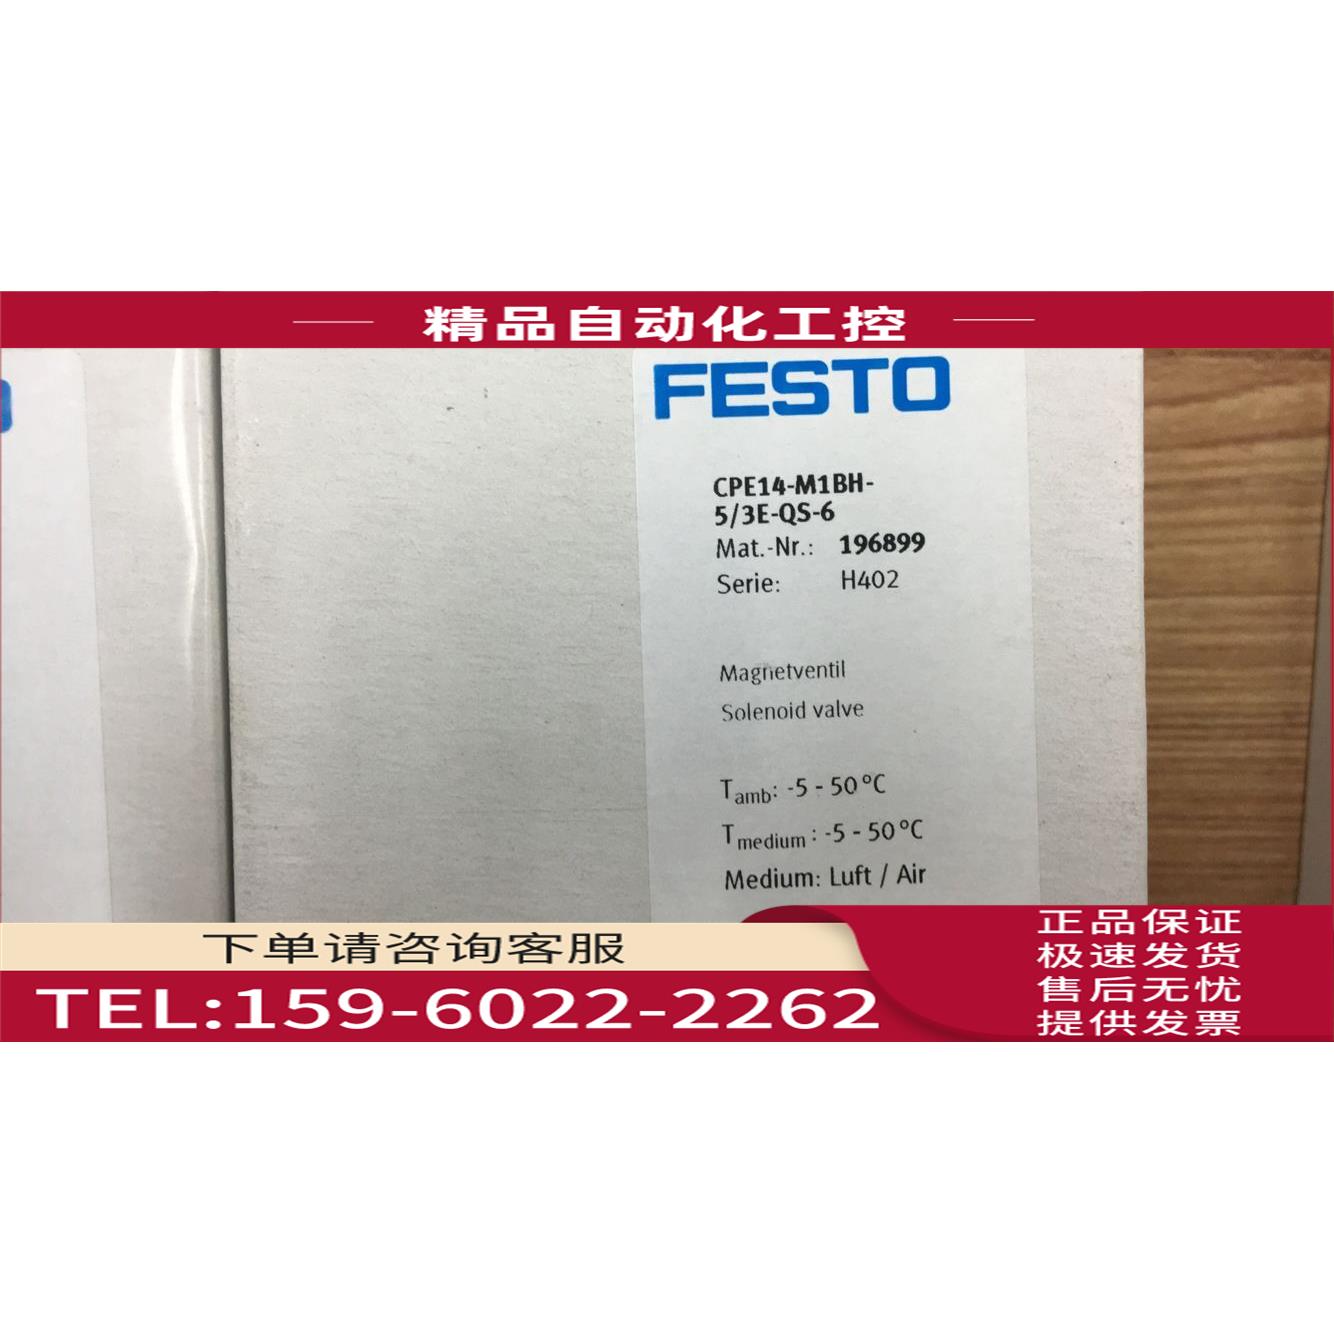 精品自动化工控
FESTO
CPE14-M1BH-
5/3E-QS-6
Mat.-Nr.: 196899
Serie: H402
Magnetventil
Solenoid valve
Tamb: -5 - 50°C
Tmedium : -5 - 50°C
Medium: Luft / Air
下单请咨询客服
TEL:159-6022-2262
正品保证
极速发货
售后无忧
提供发票